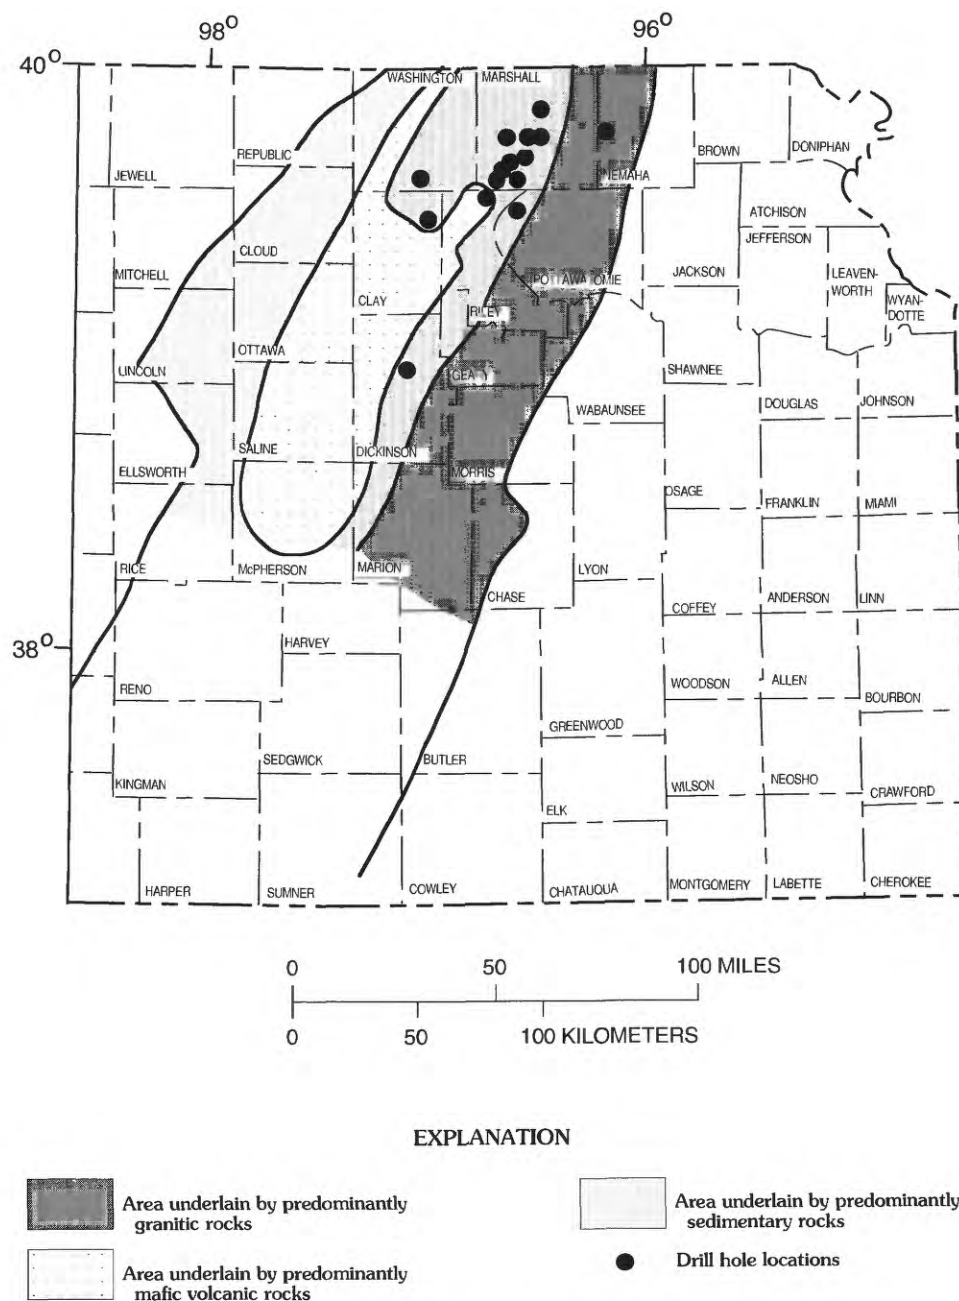 98° 96°
40°
WASHINGTON MARSHALL
REPUBLIC BROWN DONIPHAN
JEWELL NEMAHA
ATCHISON
CLOUD JEFFERSON
MITCHELL POTTAWATOMIE JACKSON LEAVEN-
WORTH
CLAY WYAN-
DOTTE
RILEY
OTTAWA
LINCOLN GEARY SHAWNEE
WABAUNSEE DOUGLAS JOHNSON
SALINE DICKINSON
ELLSWORTH MORRIS
OSAGE FRANKLIN MIAMI
RICE McPHERSON MARION LYON
CHASE COFFEY ANDERSON LINN
38° HARVEY
RENO WOODSON ALLEN BOURBON
GREENWOOD
SEDGWICK BUTLER
KINGMAN WILSON NEOSHO CRAWFORD
ELK
HARPER SUMNER COWLEY CHATAUQUA MONTGOMERY LABETTE CHEROKEE
0 50 100 MILES
0 50 100 KILOMETERS
EXPLANATION
Area underlain by predominantly
granitic rocks
Area underlain by predominantly
mafic volcanic rocks
Area underlain by predominantly
sedimentary rocks
Drill hole locations